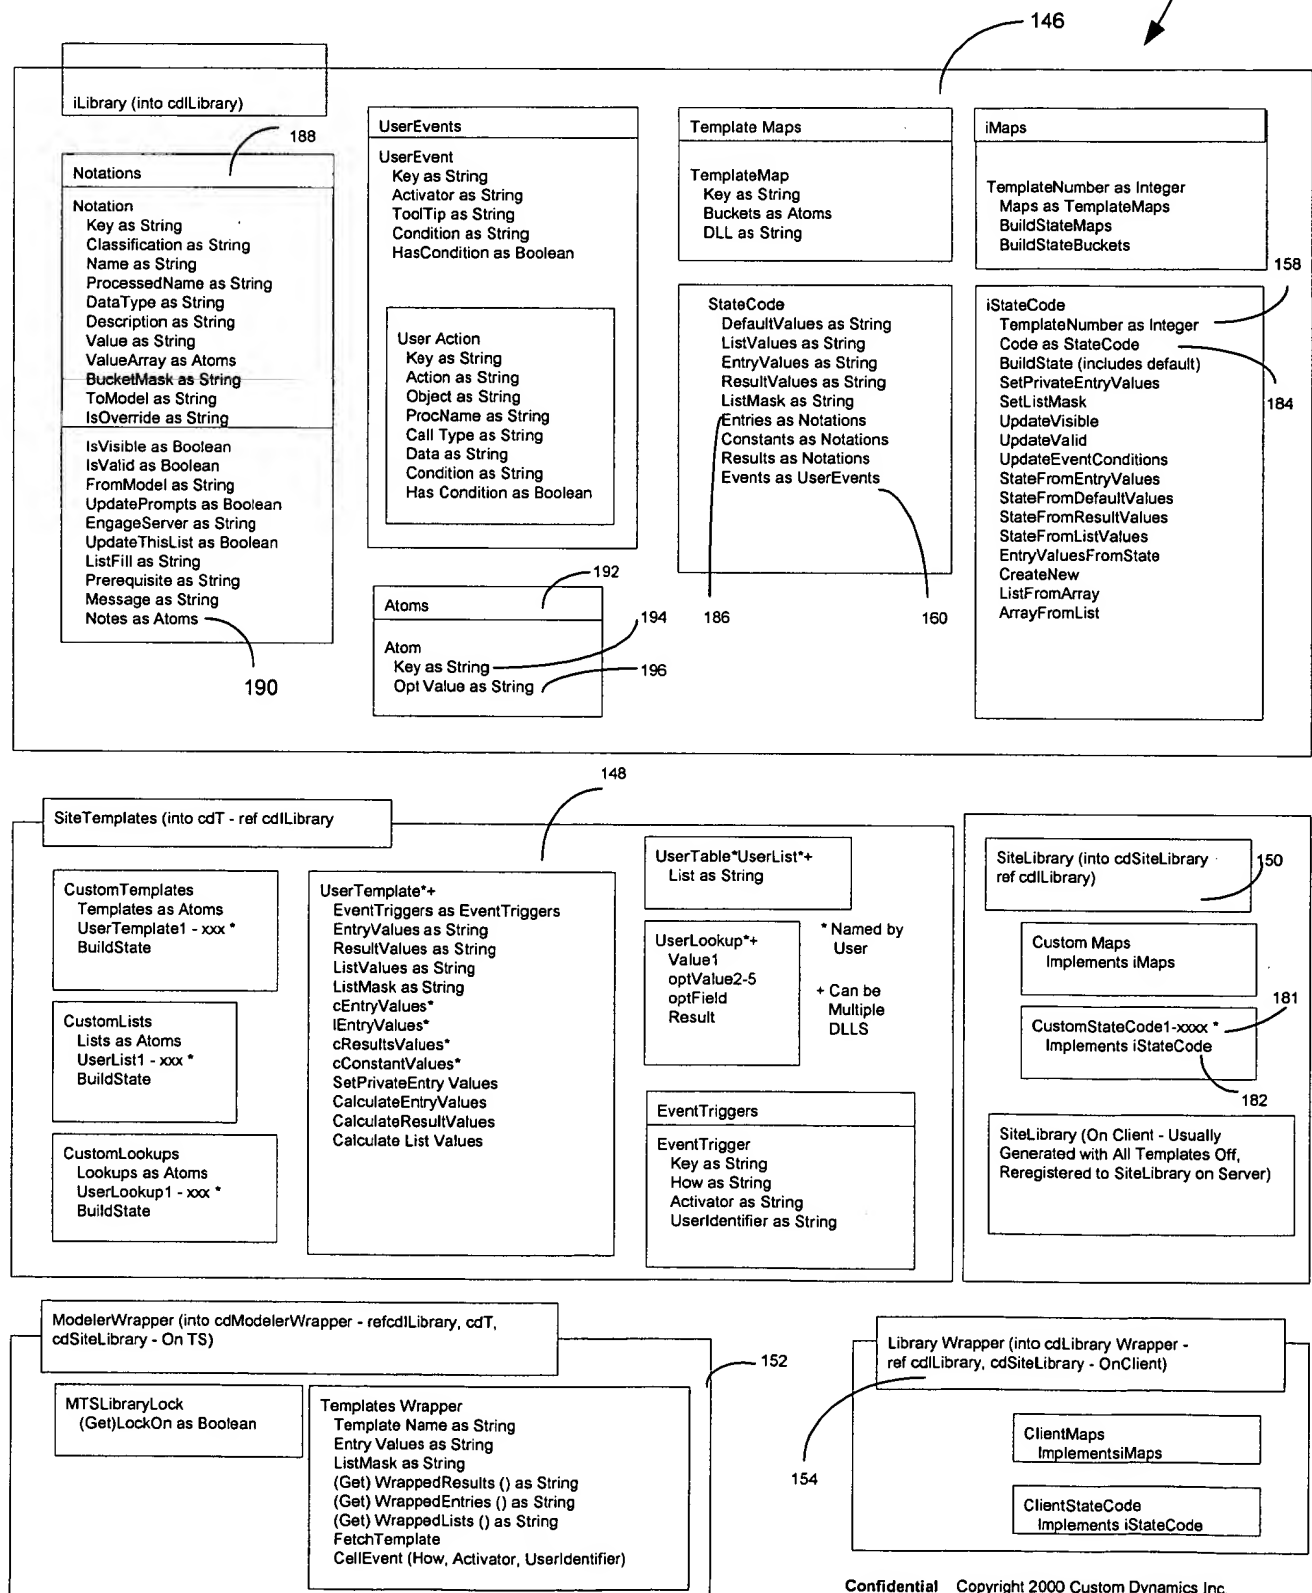 146
iLibrary (into cdILibrary)
188
Notations
Notation
Key as String
Classification as String
Name as String
ProcessedName as String
DataType as String
Description as String
Value as String
ValueArray as Atoms
BucketMask as String
ToModel as String
IsOverride as String
IsVisible as Boolean
IsValid as Boolean
FromModel as String
UpdatePrompts as Boolean
EngageServer as String
UpdateThisList as Boolean
ListFill as String
Prerequisite as String
Message as String
Notes as Atoms
190
UserEvents
UserEvent
Key as String
Activator as String
ToolTip as String
Condition as String
HasCondition as Boolean
User Action
Key as String
Action as String
Object as String
ProcName as String
Call Type as String
Data as String
Condition as String
Has Condition as Boolean
192
Atoms
Atom
Key as String
194
Opt Value as String
196
Template Maps
TemplateMap
Key as String
Buckets as Atoms
DLL as String
StateCode
DefaultValues as String
ListValues as String
EntryValues as String
ResultValues as String
ListMask as String
Entries as Notations
Constants as Notations
Results as Notations
Events as UserEvents
186
160
iMaps
TemplateNumber as Integer
Maps as TemplateMaps
BuildStateMaps
BuildStateBuckets
158
iStateCode
TemplateNumber as Integer
Code as StateCode
BuildState (includes default)
SetPrivateEntryValues
SetListMask
184
UpdateVisible
UpdateValid
UpdateEventConditions
StateFromEntryValues
StateFromDefaultValues
StateFromResultValues
StateFromListValues
EntryValuesFromState
CreateNew
ListFromArray
ArrayFromList
148
SiteTemplates (into cdT - ref cdILibrary
CustomTemplates
Templates as Atoms
UserTemplate1 - xxx *
BuildState
CustomLists
Lists as Atoms
UserList1 - xxx *
BuildState
CustomLookups
Lookups as Atoms
UserLookup1 - xxx *
BuildState
UserTemplate*+
EventTriggers as EventTriggers
EntryValues as String
ResultValues as String
ListValues as String
ListMask as String
cEntryValues*
lEntryValues*
cResultsValues*
cConstantValues*
SetPrivateEntry Values
CalculateEntryValues
CalculateResultValues
Calculate List Values
UserTable*UserList*+
List as String
UserLookup*+
Value1
optValue2-5
optField
Result
* Named by
User
+ Can be
Multiple
DLLS
EventTriggers
EventTrigger
Key as String
How as String
Activator as String
UserIdentifier as String
SiteLibrary (into cdSiteLibrary
ref cdILibrary)
150
Custom Maps
Implements iMaps
181
CustomStateCode1-xxxx *
Implements iStateCode
182
SiteLibrary (On Client - Usually
Generated with All Templates Off,
Reregistered to SiteLibrary on Server)
ModelerWrapper (into cdModelerWrapper - refcdILibrary, cdT,
cdSiteLibrary - On TS)
152
MTSLibraryLock
(Get)LockOn as Boolean
Templates Wrapper
Template Name as String
Entry Values as String
ListMask as String
(Get) WrappedResults () as String
(Get) WrappedEntries () as String
(Get) WrappedLists () as String
FetchTemplate
CellEvent (How, Activator, UserIdentifier)
Library Wrapper (into cdLibrary Wrapper -
ref cdILibrary, cdSiteLibrary - OnClient)
154
ClientMaps
ImplementsiMaps
ClientStateCode
Implements iStateCode
Confidential Copyright 2000 Custom Dynamics Inc